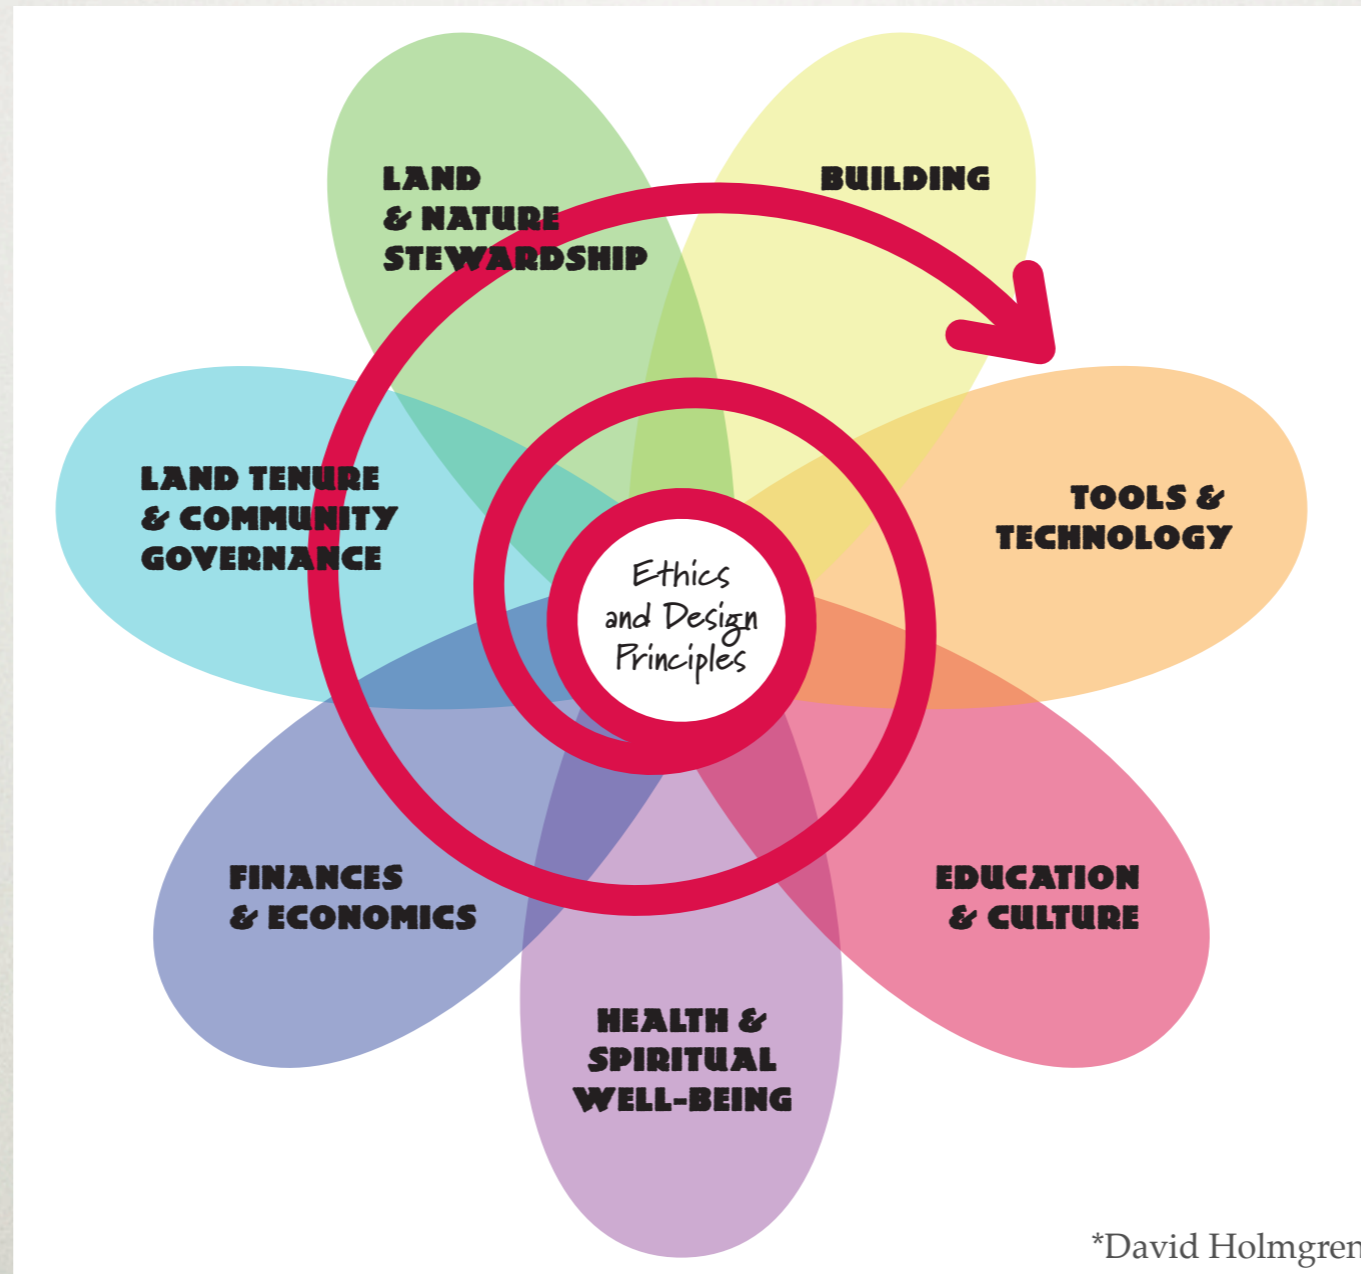 LAND
& NATURE
STEWARDSHIP
BUILDING
TOOLS &
TECHNOLOGY
EDUCATION
& CULTURE
HEALTH &
SPIRITUAL
WELL-BEING
FINANCES
& ECONOMICS
LAND TENURE
& COMMUNITY
GOVERNANCE
Ethics
and Design
Principles
*David Holmgren